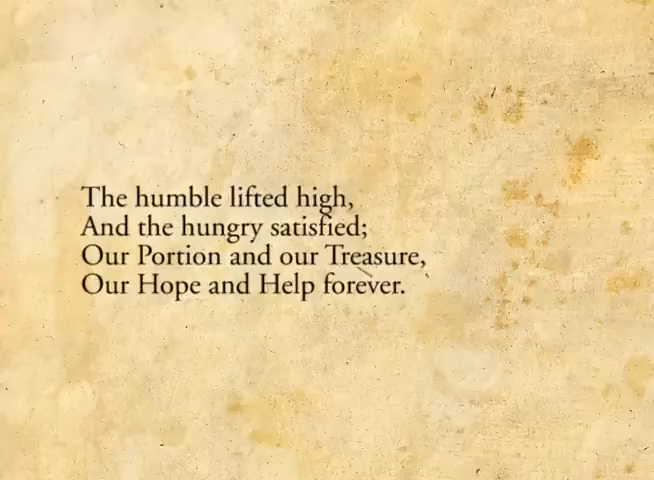 The humble lifted high,
And the hungry satisfied;
Our Portion and our Treasure,
Our Hope and Help forever.